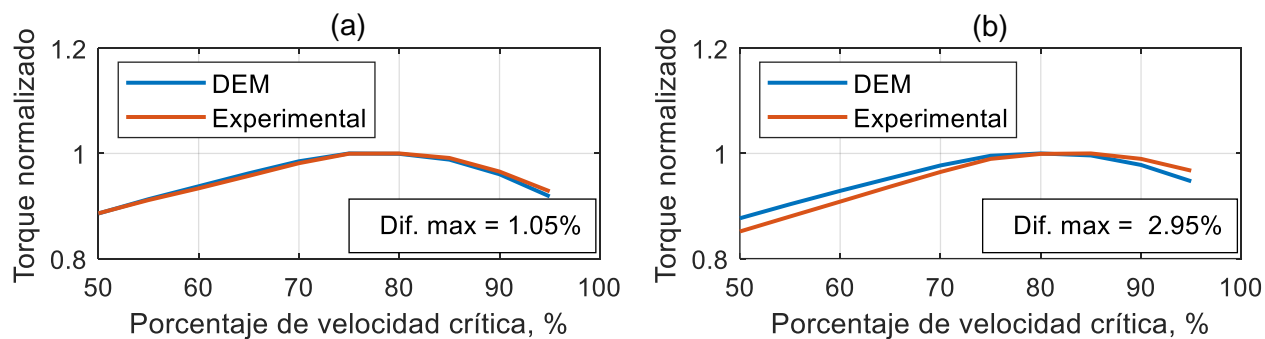 (a)
Torque normalizado
1.2
1
0.8
DEM
Experimental
Dif. max = 1.05%
50 60 70 80 90 100
Porcentaje de velocidad crítica, %
(b)
Torque normalizado
1.2
1
0.8
DEM
Experimental
Dif. max = 2.95%
50 60 70 80 90 100
Porcentaje de velocidad crítica, %